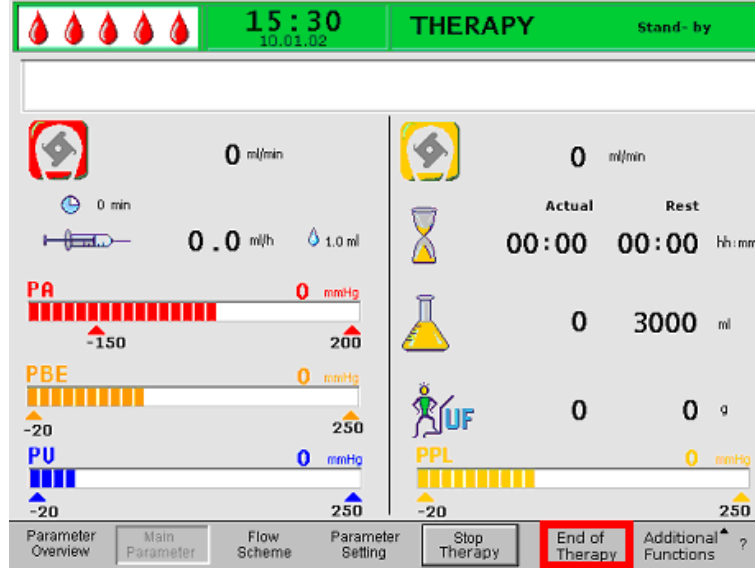 15:30 THERAPY Stand- by
10.01.02
0 ml/min
0 ml/min
0 min
Actual Rest
0.0 ml/h 1.0 ml
00:00 00:00 hh:mm
PA 0 mmHg
-150 200
0 3000 ml
PBE 0 mmHg
-20 250
UF 0 0 g
PV 0 mmHg
-20 250
PPL 0 mmHg
-20 250
Parameter Overview
Main Parameter
Flow Scheme
Parameter Setting
Stop Therapy
End of Therapy
Additional Functions
?